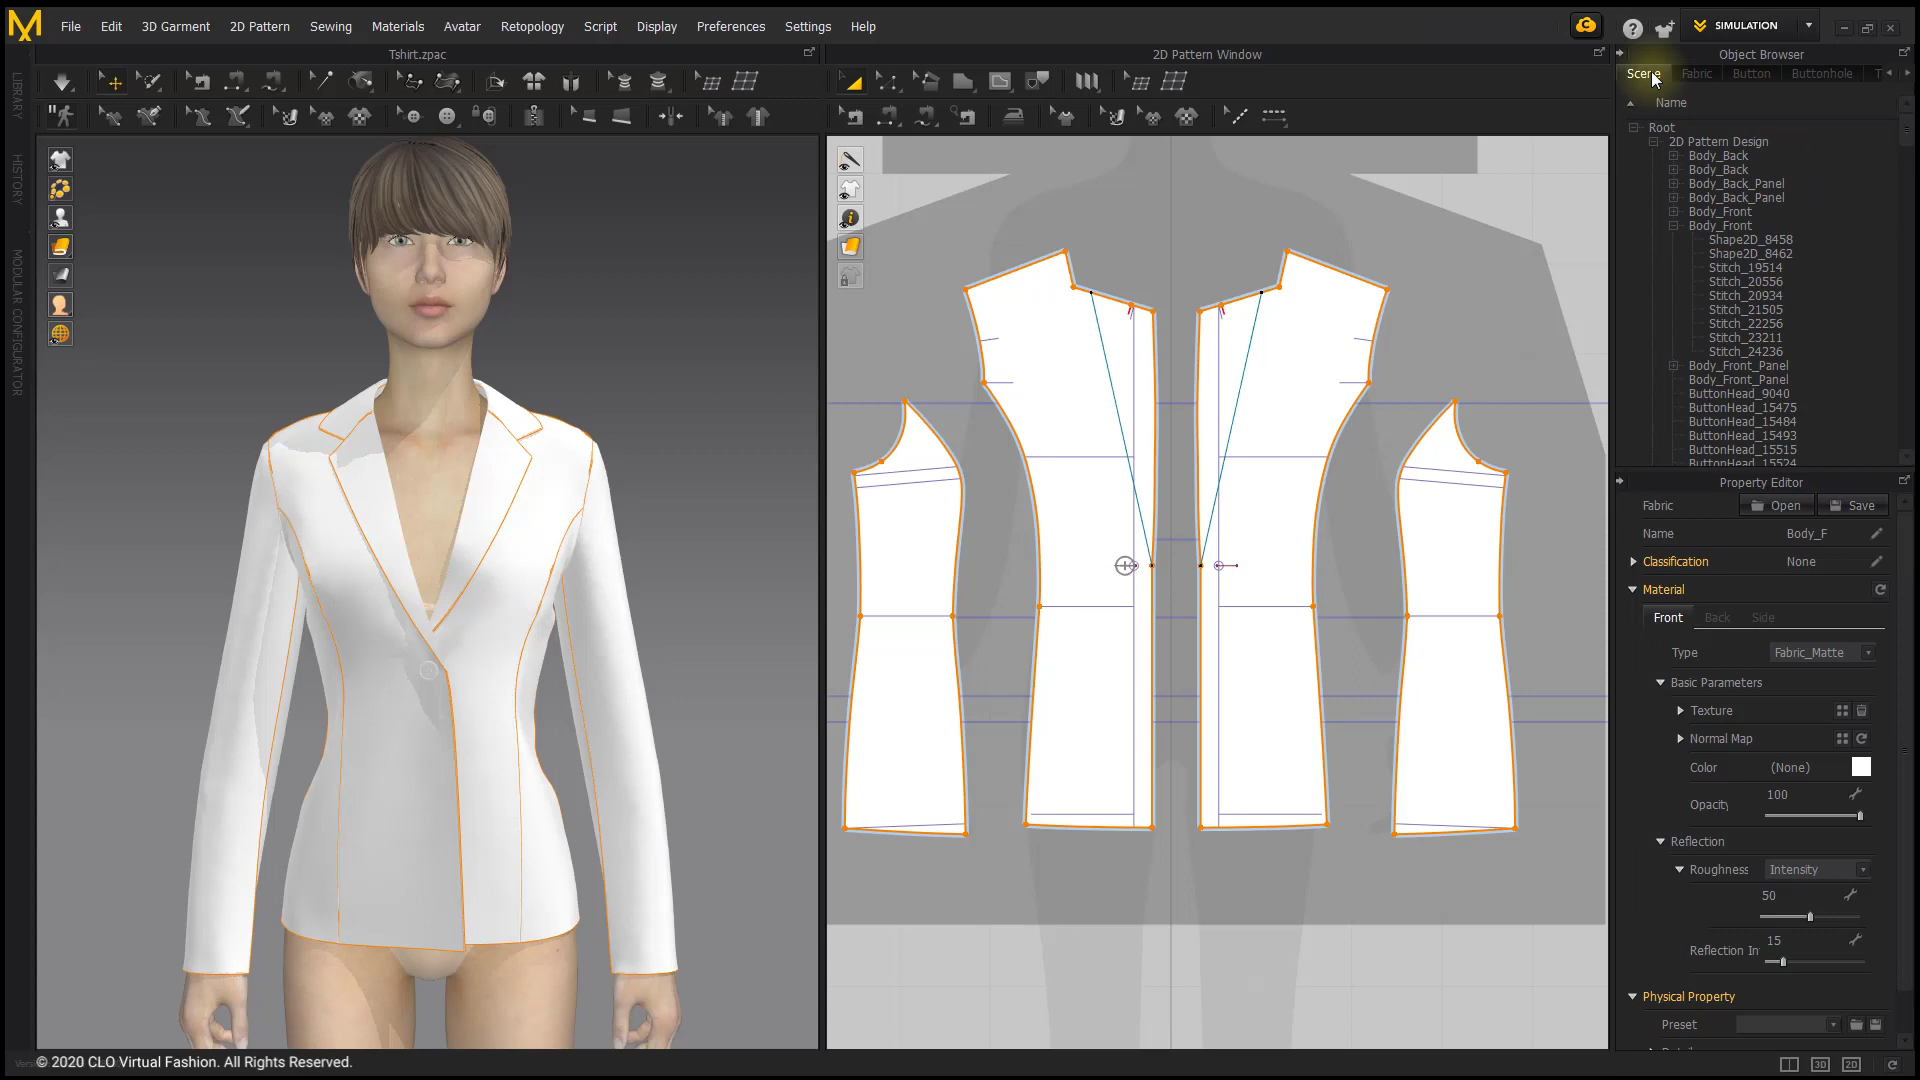 File Edit 3D Garment 2D Pattern Sewing Materials Avatar Retopology Script Display Preferences Settings Help
SIMULATION
Tshirt.zpac
2D Pattern Window
Object Browser
LIBRARY
HISTORY
MODULAR CONFIGURATOR
Scene Fabric Button Buttonhole T
Name
Root
2D Pattern Design
Body_Back
Body_Back
Body_Back_Panel
Body_Back_Panel
Body_Front
Body_Front
Shape2D_8458
Shape2D_8462
Stitch_19514
Stitch_20556
Stitch_20934
Stitch_21505
Stitch_22256
Stitch_23211
Stitch_24236
Body_Front_Panel
Body_Front_Panel
ButtonHead_9040
ButtonHead_15475
ButtonHead_15484
ButtonHead_15493
ButtonHead_15515
ButtonHead_15524
Property Editor
Fabric Open Save
Name Body_F
Classification None
Material
Front Back Side
Type Fabric_Matte
Basic Parameters
Texture
Normal Map
Color (None)
Opacity 100
Reflection
Roughness Intensity
50
Reflection In 15
Physical Property
Preset
© 2020 CLO Virtual Fashion. All Rights Reserved.
3D 2D